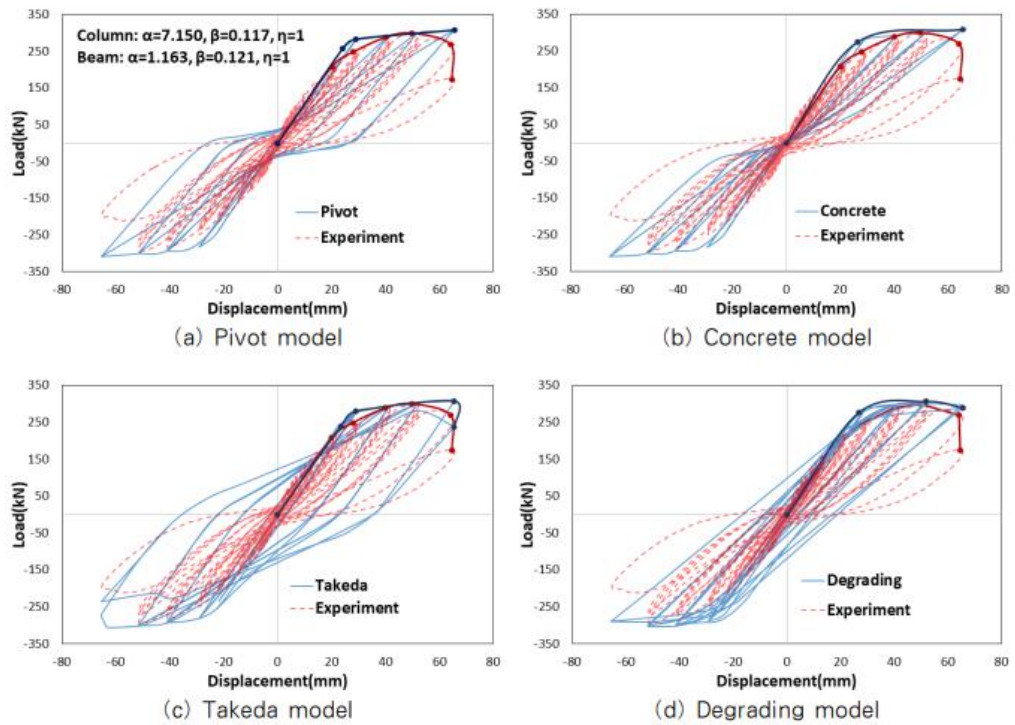 350
250
150
50
-50
-150
-250
-350
Load(kN)
Column: α=7.150, β=0.117, η=1
Beam: α=1.163, β=0.121, η=1
Pivot
Experiment
-80 -60 -40 -20 0 20 40 60 80
Displacement(mm)
(a) Pivot model
350
250
150
50
-50
-150
-250
-350
Load(kN)
Concrete
Experiment
-80 -60 -40 -20 0 20 40 60 80
Displacement(mm)
(b) Concrete model
350
250
150
50
-50
-150
-250
-350
Load(kN)
Takeda
Experiment
-80 -60 -40 -20 0 20 40 60 80
Displacement(mm)
(c) Takeda model
350
250
150
50
-50
-150
-250
-350
Load(kN)
Degrading
Experiment
-80 -60 -40 -20 0 20 40 60 80
Displacement(mm)
(d) Degrading model